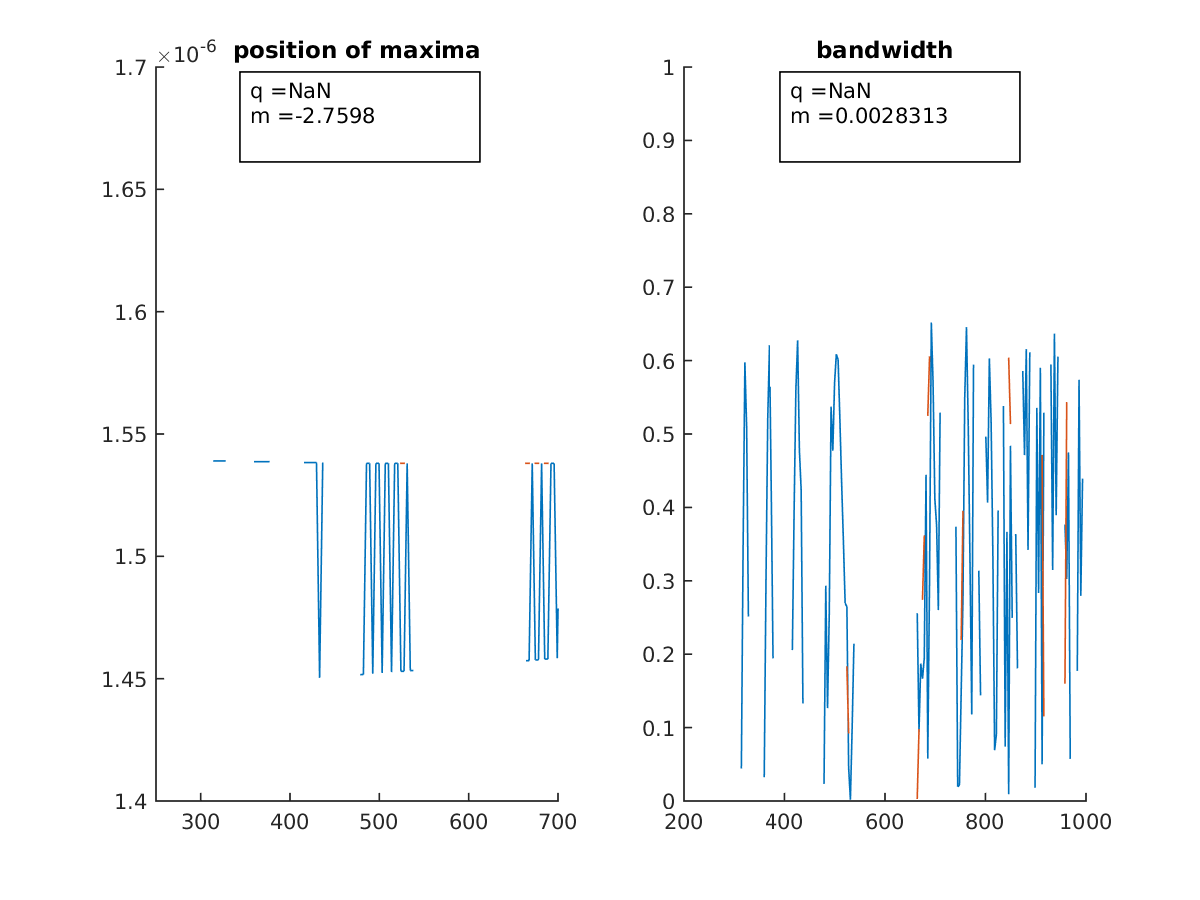 ×10-6
position of maxima
1.7
q =NaN
m =-2.7598
1.65
1.6
1.55
1.5
1.45
1.4
300 400 500 600 700
bandwidth
1
q =NaN
m =0.0028313
0.9
0.8
0.7
0.6
0.5
0.4
0.3
0.2
0.1
0
200 400 600 800 1000